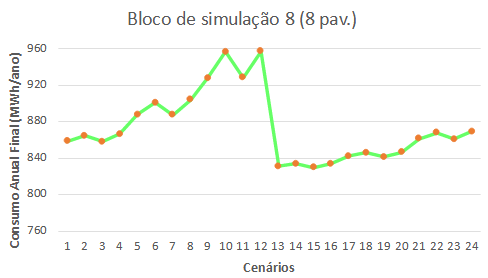 Bloco de simulação 8 (8 pav.)
Consumo Anual Final(MWh/ano)
960
920
880
840
800
760
1 2 3 4 5 6 7 8 9 10 11 12 13 14 15 16 17 18 19 20 21 22 23 24
Cenários